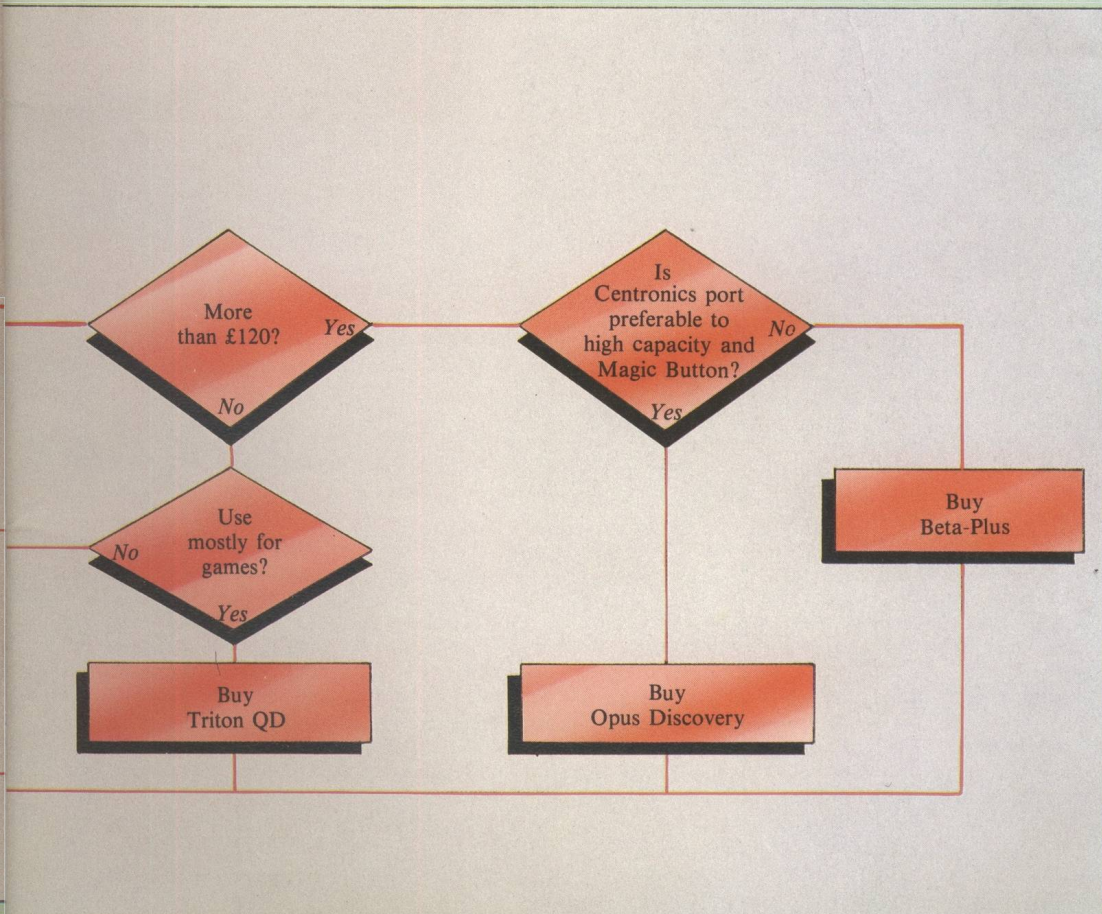 More
than £120?
Yes
No
Is
Centronics port
preferable to
high capacity and
Magic Button?
No
Yes
Buy
Beta-Plus
Use
mostly for
games?
No
Yes
Buy
Triton QD
Buy
Opus Discovery